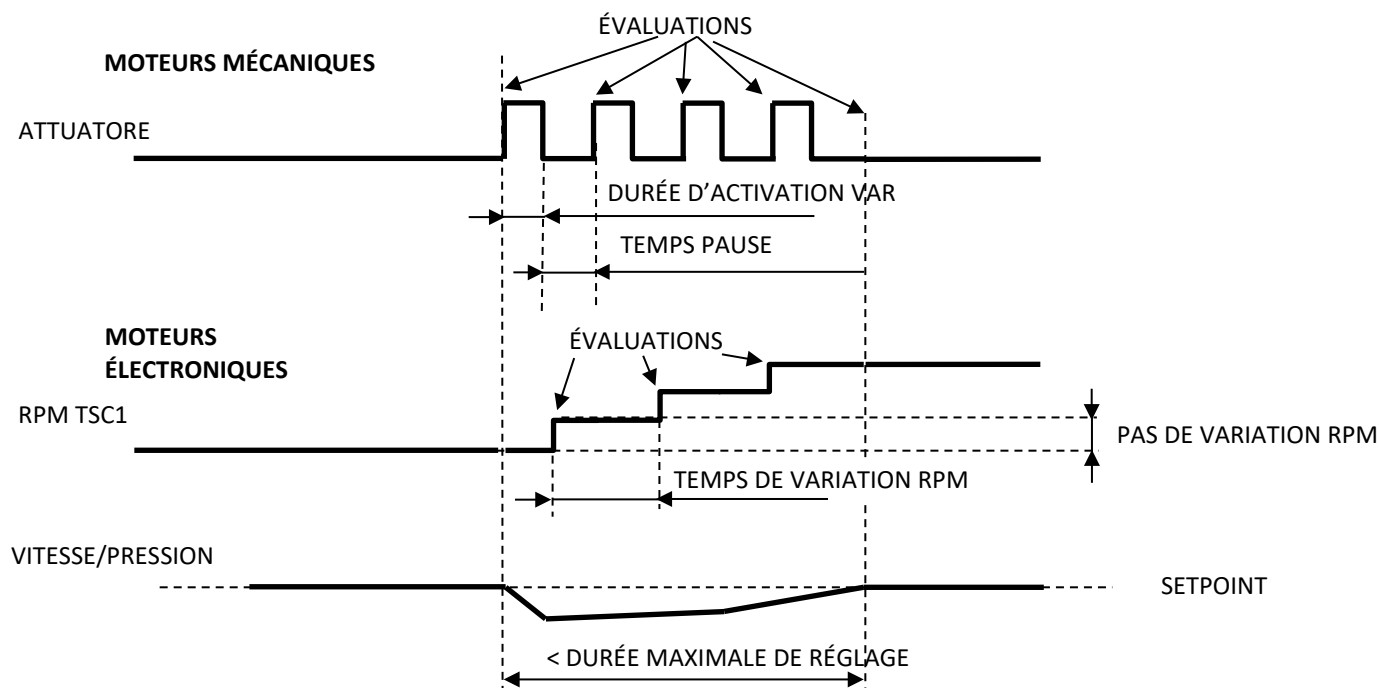 ÉVALUATIONS
MOTEURS MÉCANIQUES
ATTUATORE
DURÉE D’ACTIVATION VAR
TEMPS PAUSE
MOTEURS
ÉLECTRONIQUES
ÉVALUATIONS
RPM TSC1
PAS DE VARIATION RPM
TEMPS DE VARIATION RPM
VITESSE/PRESSION
SETPOINT
< DURÉE MAXIMALE DE RÉGLAGE